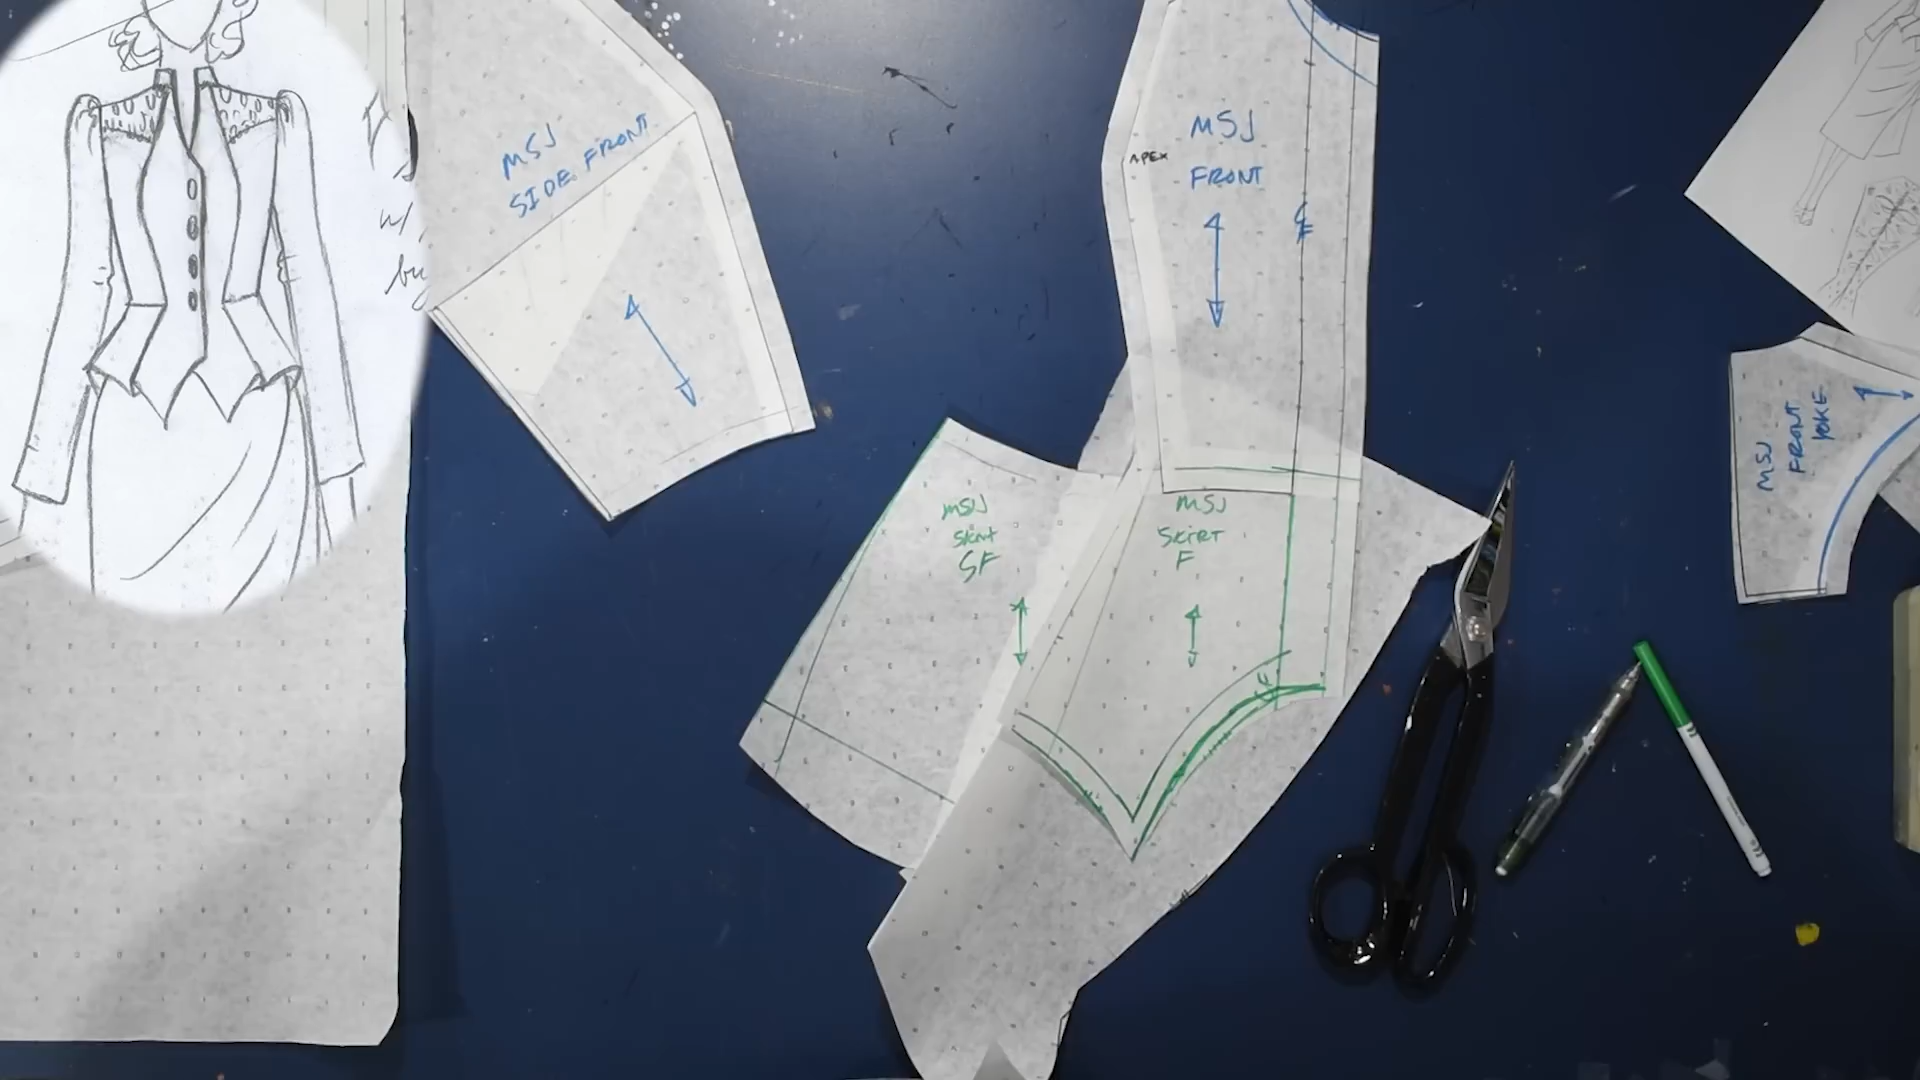 MSJ
SIDE FRONT
MSJ
FRONT
APEX
MSJ
Skirt
SF
MSJ
SKIRT
F
MSJ
FRONT
YOKE
w/